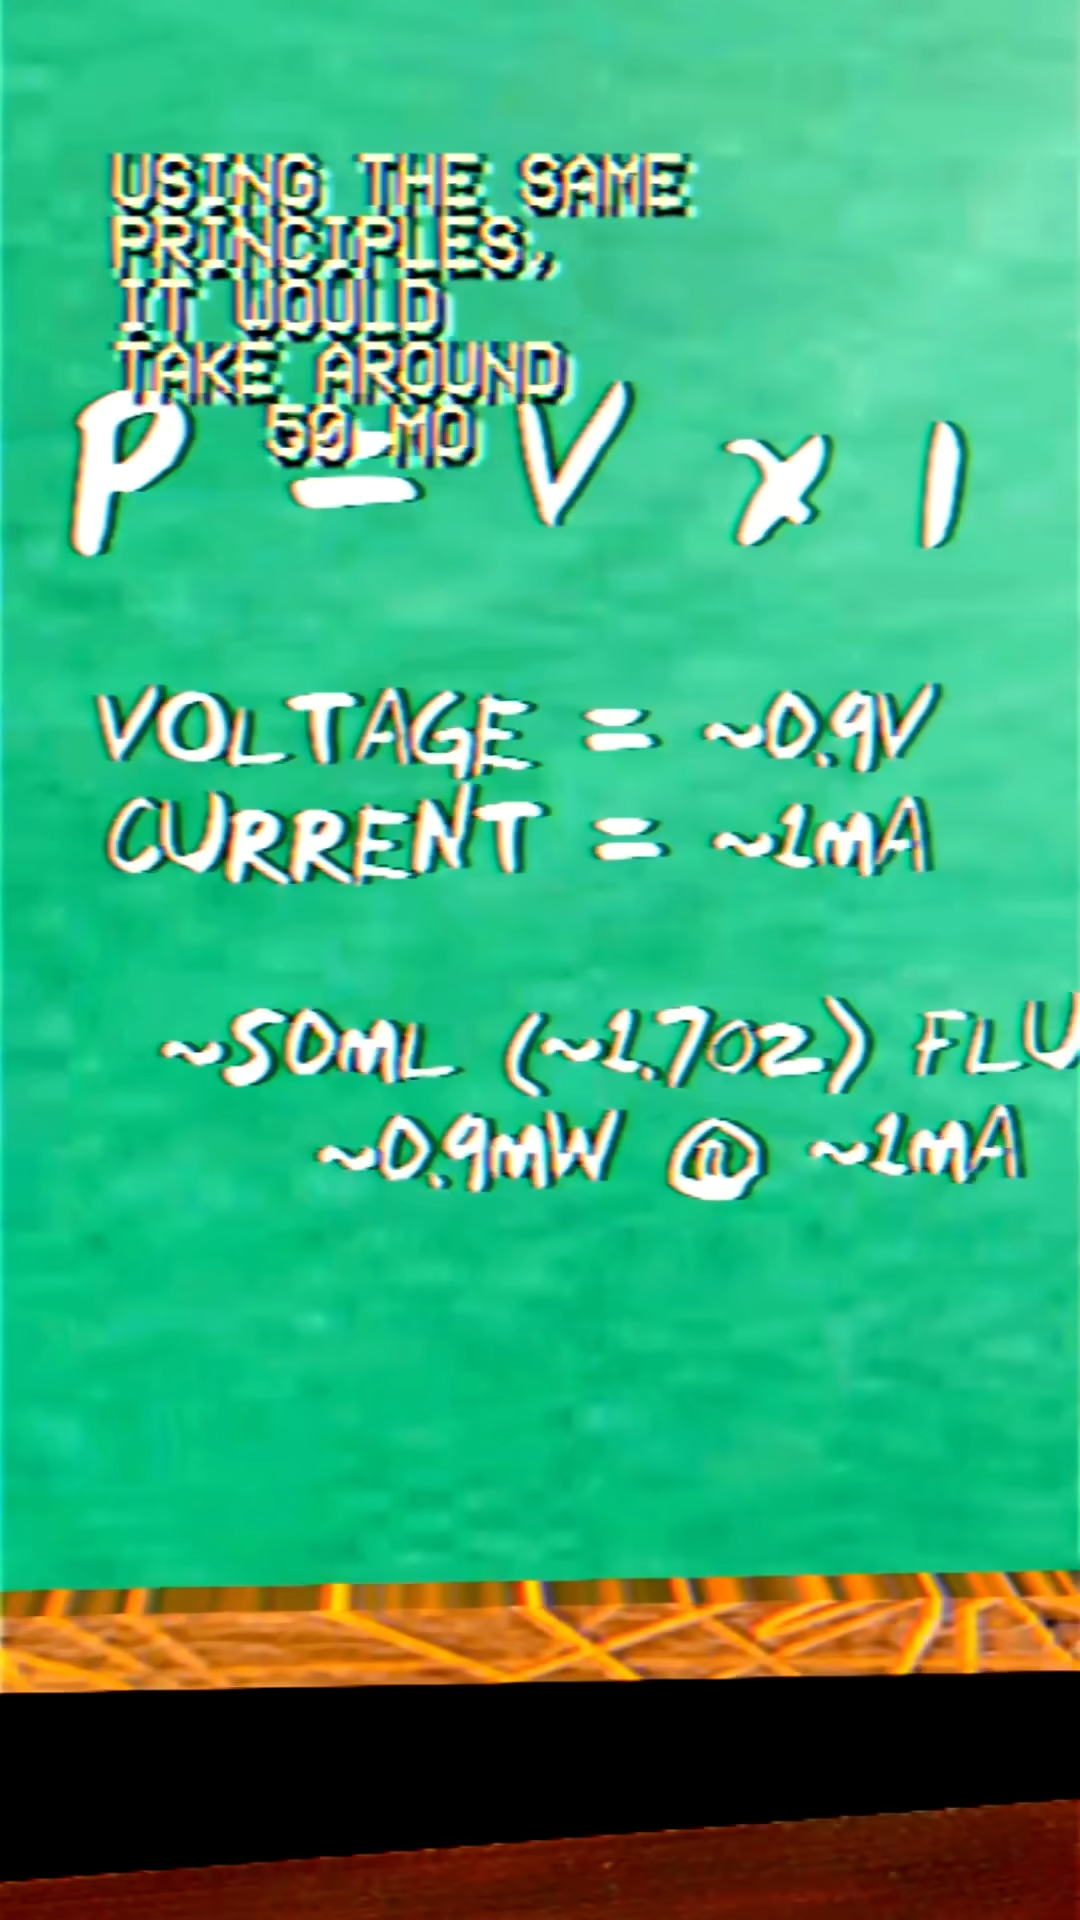 USING THE SAME
PRINCIPLES,
IT WOULD
TAKE AROUND
50 MO
P = V x I
VOLTAGE = ~0.9V
CURRENT = ~1MA
~50ML (~1.7OZ) FLU
~0.9MW @ ~1MA